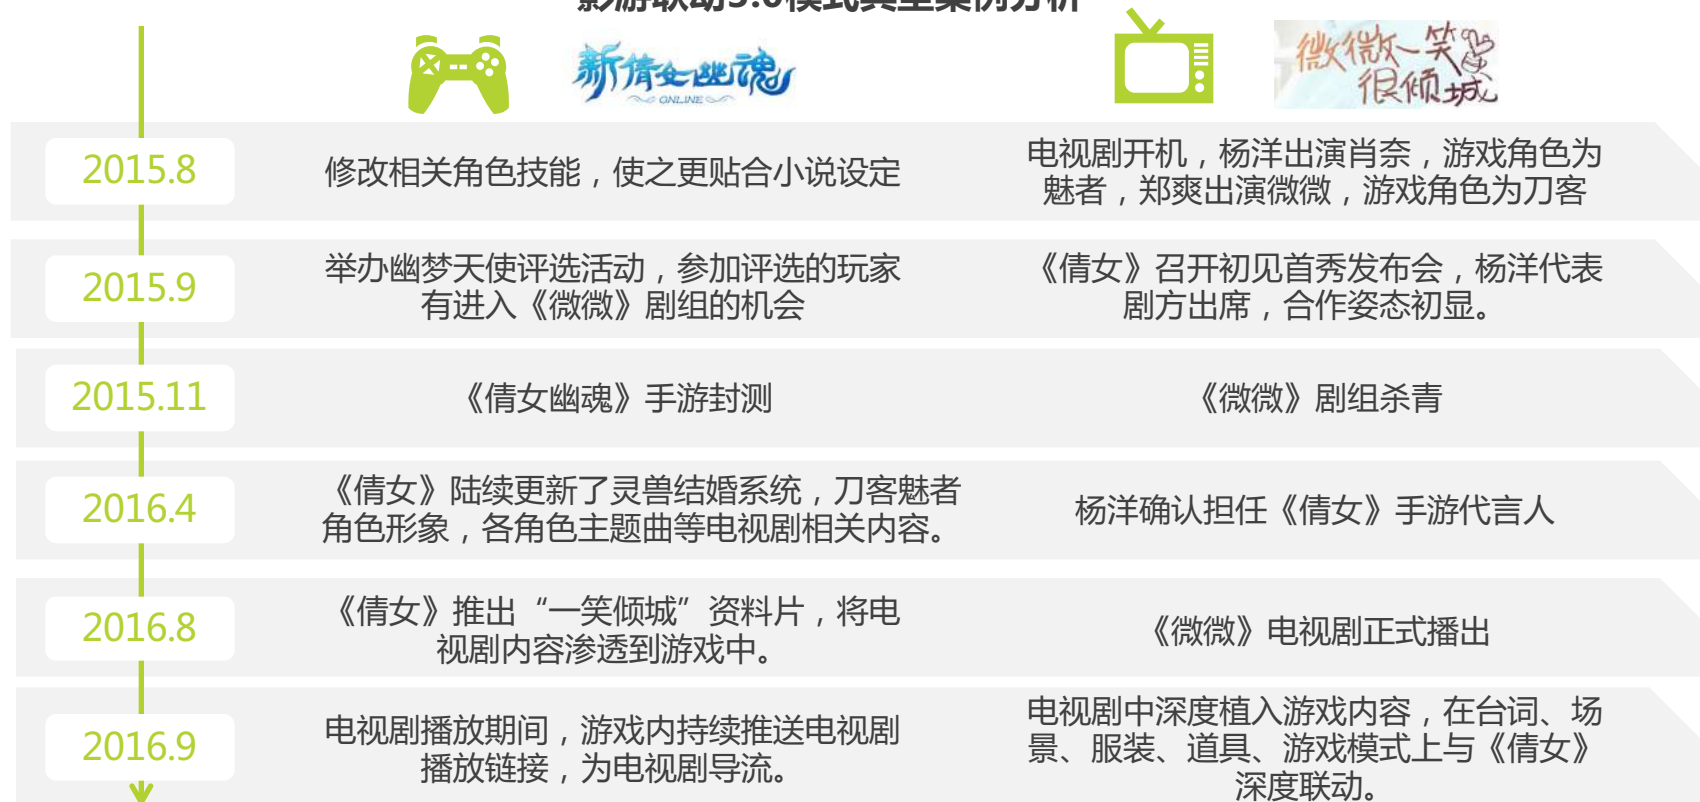 影游联动3.0模式典型案例分析
新倩女幽魂
ONLINE
微微一笑
很倾城
2015.8
修改相关角色技能，使之更贴合小说设定
电视剧开机，杨洋出演肖奈，游戏角色为
魅者，郑爽出演微微，游戏角色为刀客
2015.9
举办幽梦天使评选活动，参加评选的玩家
有进入《微微》剧组的机会
《倩女》召开初见首秀发布会，杨洋代表
剧方出席，合作姿态初显。
2015.11
《倩女幽魂》手游封测
《微微》剧组杀青
2016.4
《倩女》陆续更新了灵兽结婚系统，刀客魅者
角色形象，各角色主题曲等电视剧相关内容。
杨洋确认担任《倩女》手游代言人
2016.8
《倩女》推出“一笑倾城”资料片，将电
视剧内容渗透到游戏中。
《微微》电视剧正式播出
2016.9
电视剧播放期间，游戏内持续推送电视剧
播放链接，为电视剧导流。
电视剧中深度植入游戏内容，在台词、场
景、服装、道具、游戏模式上与《倩女》
深度联动。